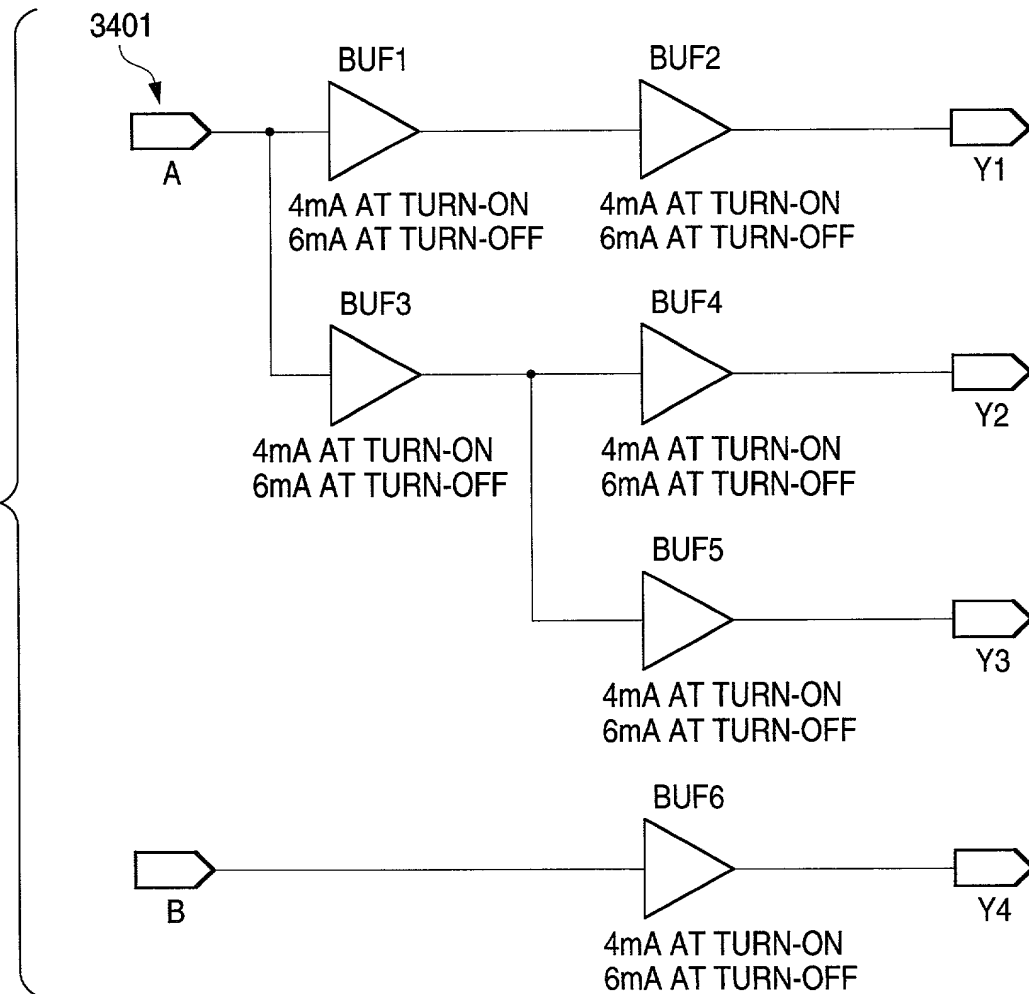 3401
BUF1
BUF2
A
Y1
4mA AT TURN-ON
6mA AT TURN-OFF
4mA AT TURN-ON
6mA AT TURN-OFF
BUF3
BUF4
Y2
4mA AT TURN-ON
6mA AT TURN-OFF
4mA AT TURN-ON
6mA AT TURN-OFF
BUF5
Y3
4mA AT TURN-ON
6mA AT TURN-OFF
BUF6
B
Y4
4mA AT TURN-ON
6mA AT TURN-OFF